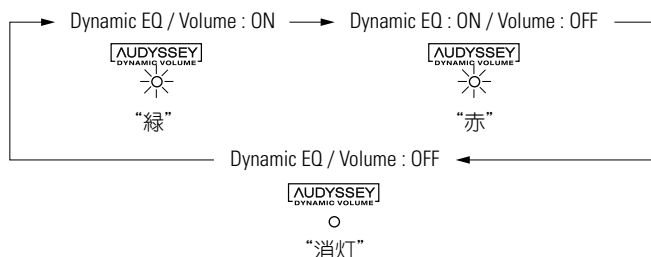 Dynamic EQ / Volume : ON
Dynamic EQ : ON / Volume : OFF
AUDYSSEY
DYNAMIC VOLUME
“緑”
AUDYSSEY
DYNAMIC VOLUME
“赤”
Dynamic EQ / Volume : OFF
AUDYSSEY
DYNAMIC VOLUME
“消灯”